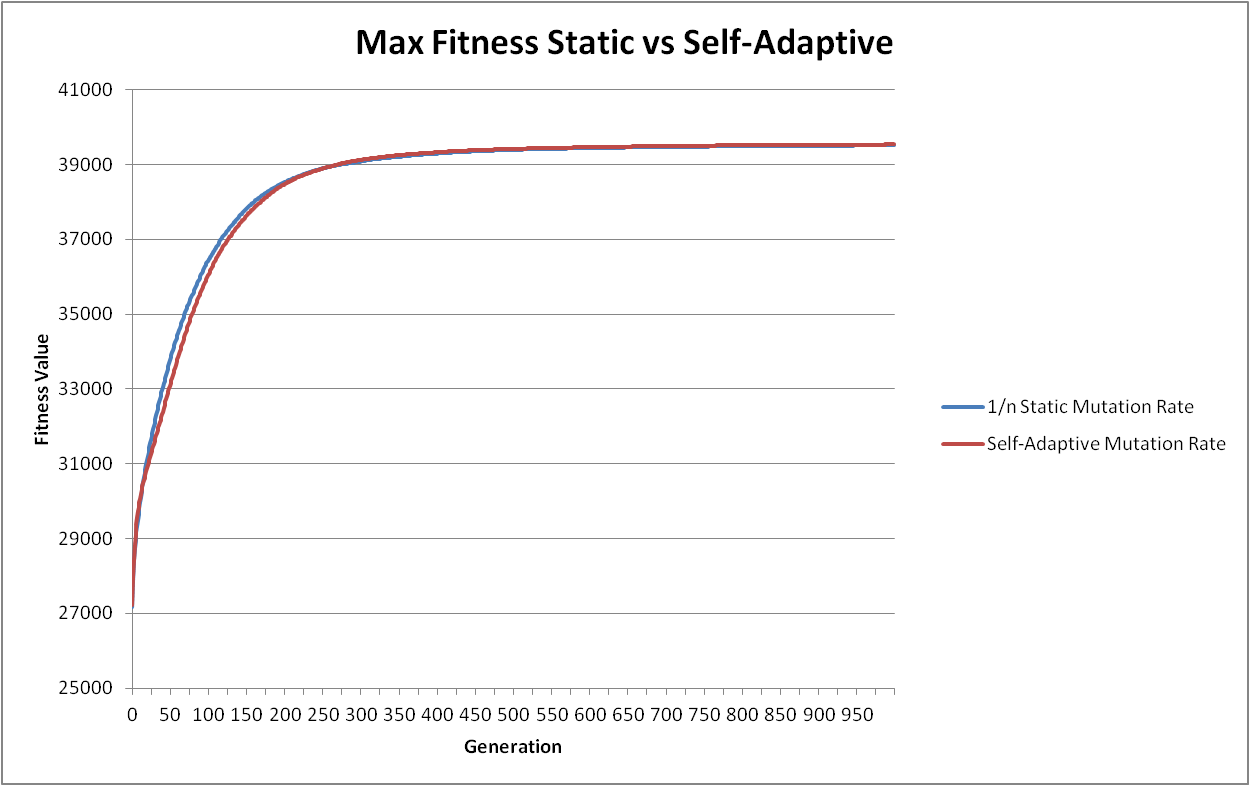 Max Fitness Static vs Self-Adaptive
41000
39000
37000
35000
33000
31000
29000
27000
25000
Fitness Value
0 50 100 150 200 250 300 350 400 450 500 550 600 650 700 750 800 850 900 950
Generation
1/n Static Mutation Rate
Self-Adaptive Mutation Rate